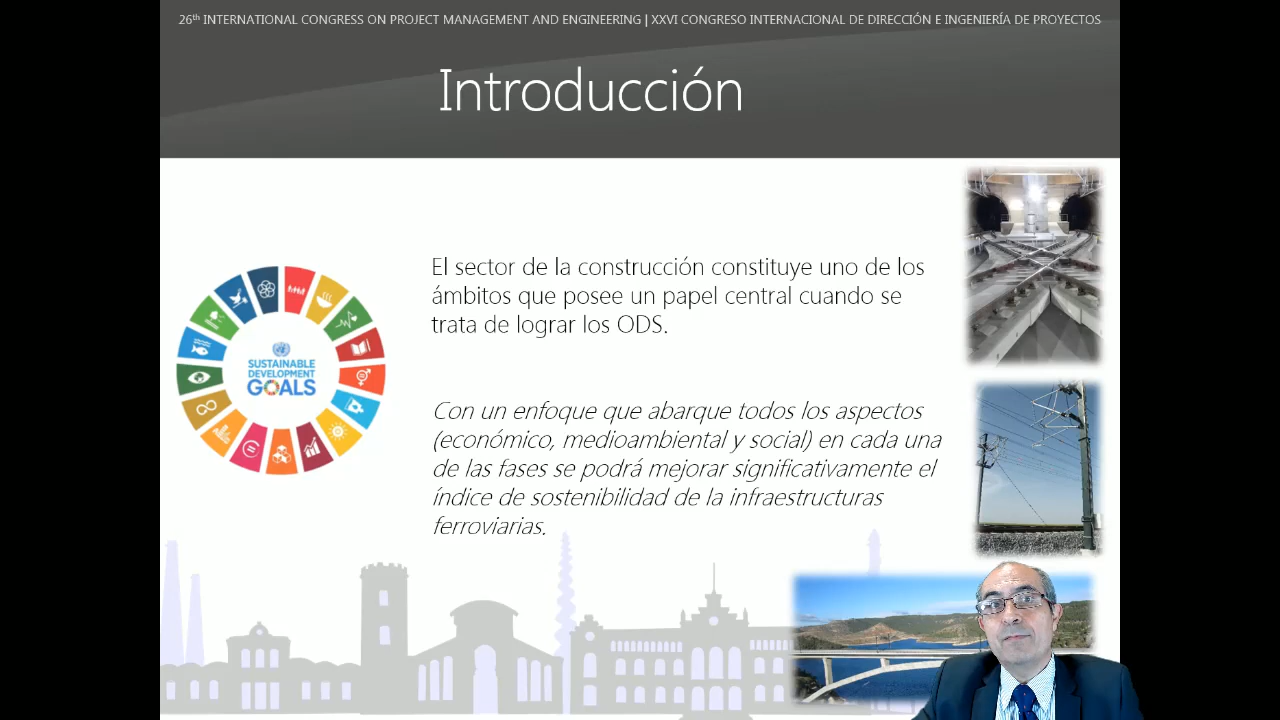 26th INTERNATIONAL CONGRESS ON PROJECT MANAGEMENT AND ENGINEERING | XXVI CONGRESO INTERNACIONAL DE DIRECCIÓN E INGENIERÍA DE PROYECTOS
Introducción
El sector de la construcción constituye uno de los
ámbitos que posee un papel central cuando se
trata de lograr los ODS.
SUSTAINABLE
DEVELOPMENT
GOALS
Con un enfoque que abarque todos los aspectos
(económico, medioambiental y social) en cada una
de las fases se podrá mejorar significativamente el
índice de sostenibilidad de la infraestructuras
ferroviarias.